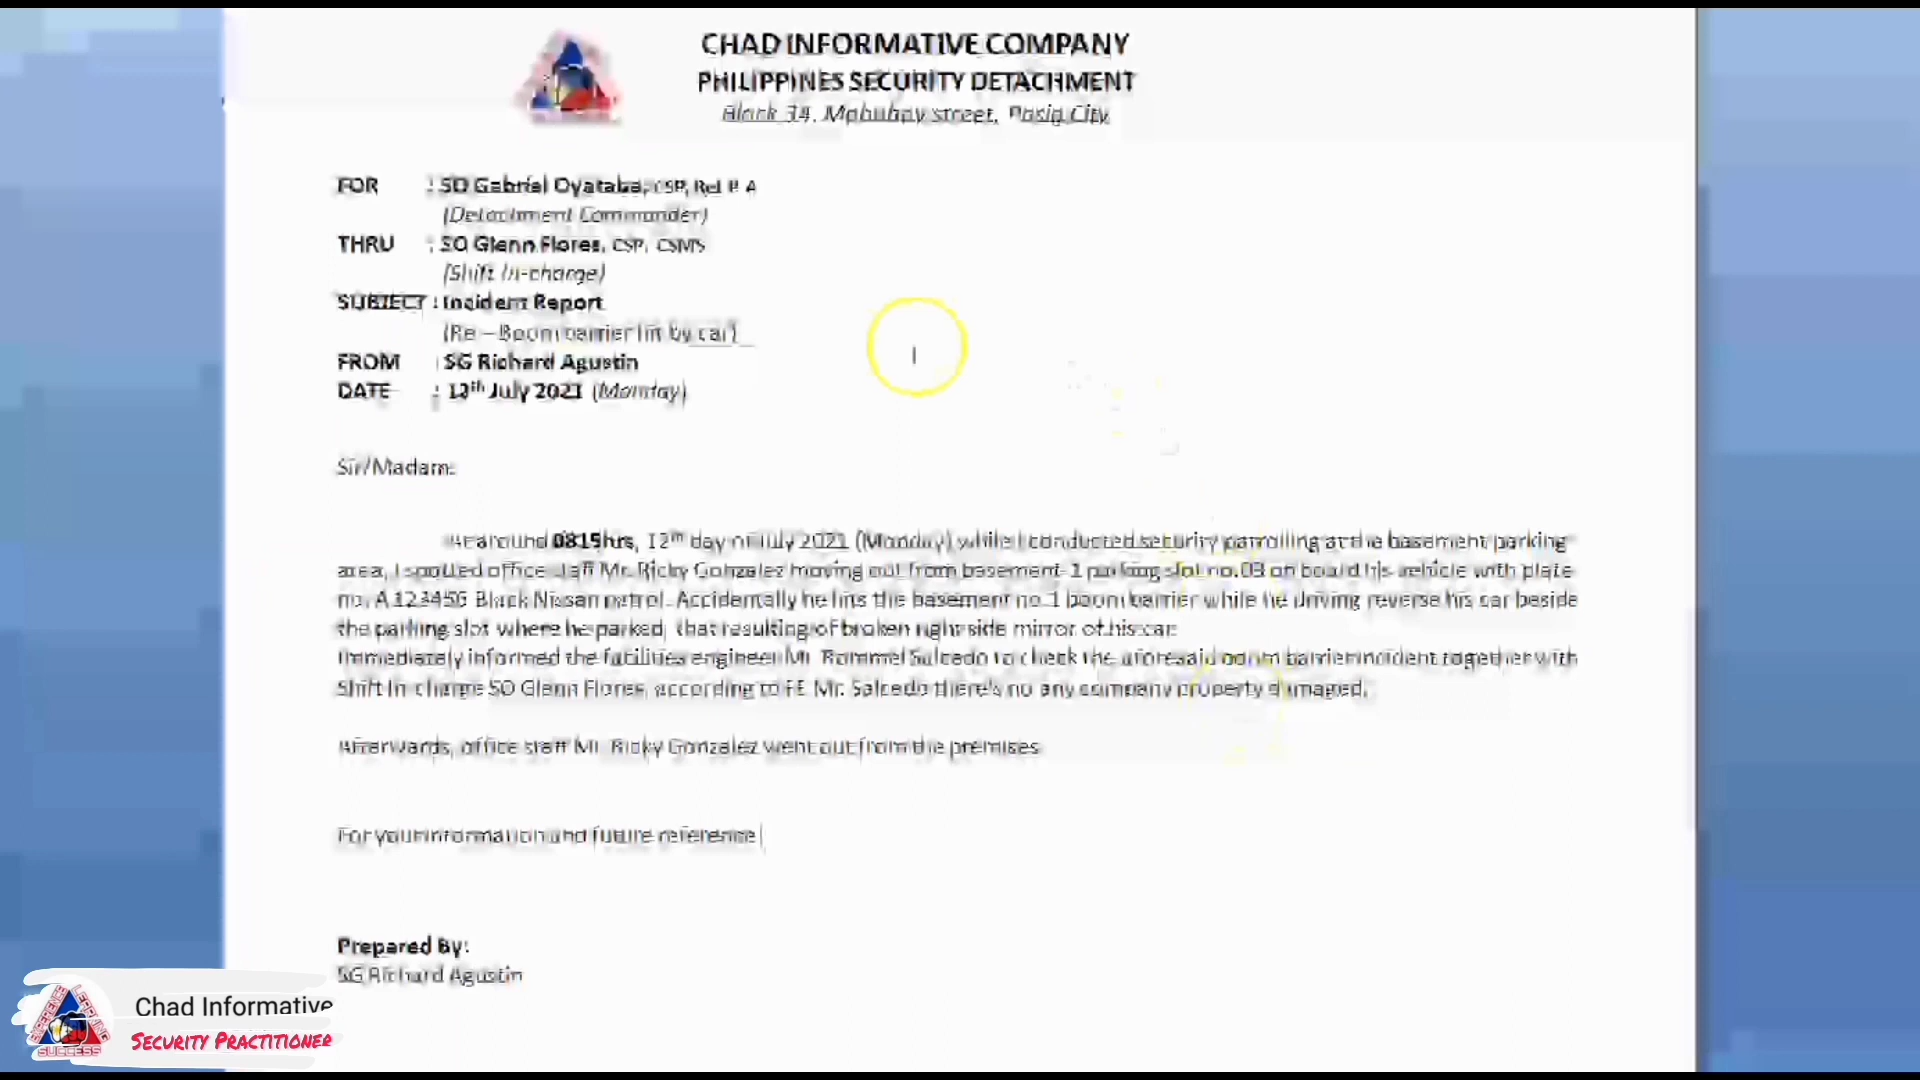 CHAD INFORMATIVE COMPANY
PHILIPPINES SECURITY DETACHMENT
Block 34, Mabuhay street, Pasig City
FOR : SO Gabriel Oyataba, CSP, Ret P A
(Detachment Commander)
THRU : SO Glenn Flores, CSP, CSMS
(Shift In-charge)
SUBJECT : Incident Report
(Re – Boom barrier hit by car)
FROM : SG Richard Agustin
DATE : 12th July 2021 (Monday)
Sir/Madam:
At around 0815hrs, 12th day of July 2021 (Monday) while I conducted security patrolling at the basement parking
area, I spotted office staff Mr. Ricky Gonzalez moving out from basement-1 parking slot no.03 on board his vehicle with plate
no. A 123456 Black Nissan patrol. Accidentally he hits the basement no.1 boom barrier while he driving reverse his car beside
the parking slot where he parked, that resulting of broken right side mirror of his car.
Immediately informed the facilities engineer Mr. Rommel Salcedo to check the aforesaid boom barrier incident together with
Shift In-charge SO Glenn Flores, according to FE Mr. Salcedo there's no any company property damaged.
Afterwards, office staff Mr. Ricky Gonzalez went out from the premises
For your information and future reference
Prepared By:
SG Richard Agustin
EXPERIENCE LEARNING
SUCCESS
Chad Informative
SECURITY PRACTITIONER